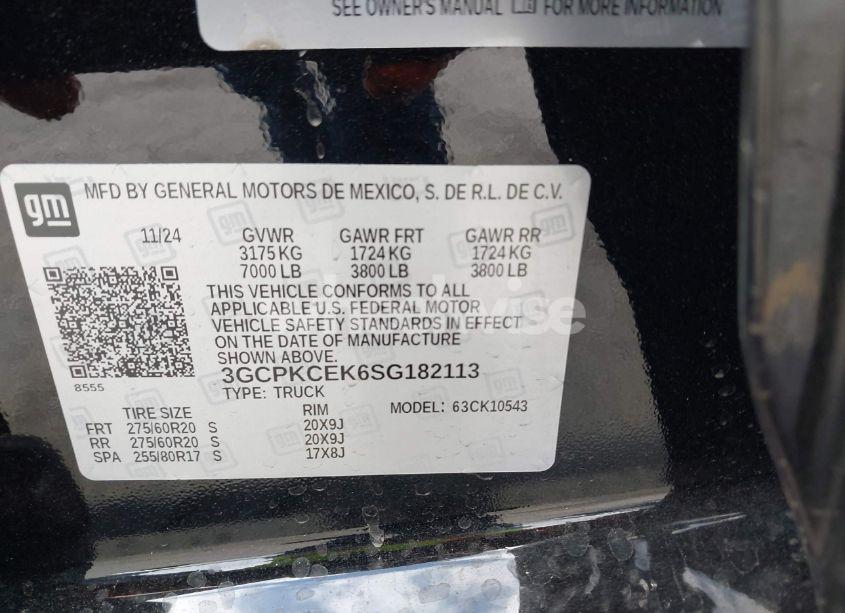 SEE OWNER'S MANUAL FOR MORE INFORMATION
gm
MFD BY GENERAL MOTORS DE MEXICO, S. DE R.L. DE C.V.
11/24 GVWR GAWR FRT GAWR RR
3175 KG 1724 KG 1724 KG
7000 LB 3800 LB 3800 LB
THIS VEHICLE CONFORMS TO ALL
APPLICABLE U.S. FEDERAL MOTOR
VEHICLE SAFETY STANDARDS IN EFFECT
ON THE DATE OF MANUFACTURE
SHOWN ABOVE.
8555
3GCPKCEK6SG182113
TYPE: TRUCK
MODEL: 63CK10543
TIRE SIZE RIM
FRT 275/60R20 S 20X9J
RR 275/60R20 S 20X9J
SPA 255/80R17 S 17X8J